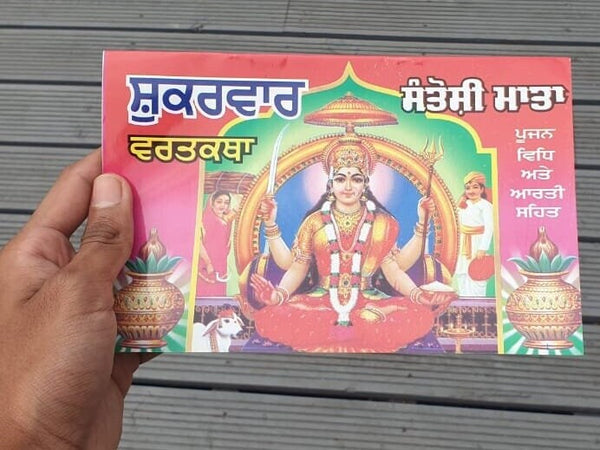 ਸ਼ੁਕਰਵਾਰ
ਵਰਤਕਥਾ
ਸੰਤੋਸ਼ੀ ਮਾਤਾ
ਪੂਜਨ
ਵਿਧਿ
ਅਤੇ
ਆਰਤੀ
ਸਹਿਤ